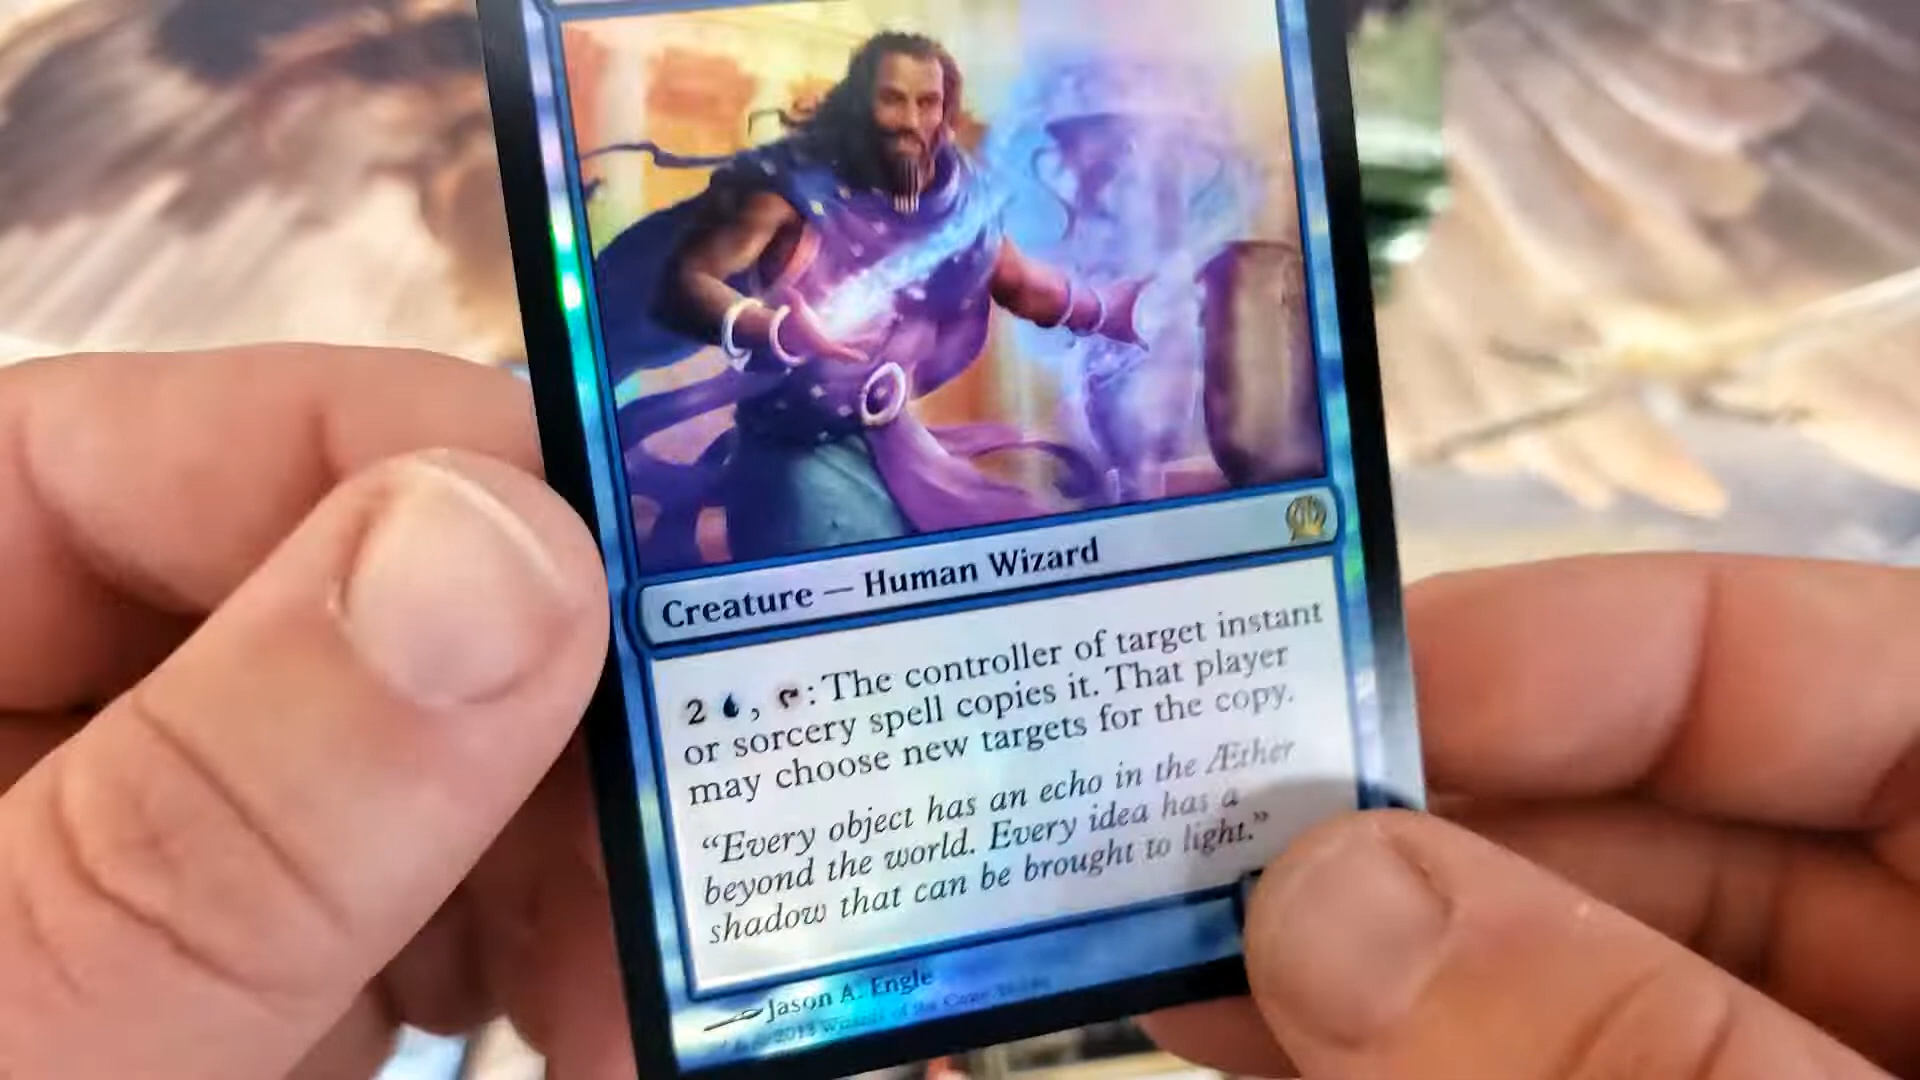 Creature — Human Wizard
2 , : The controller of target instant
or sorcery spell copies it. That player
may choose new targets for the copy.
“Every object has an echo in the Æther
beyond the world. Every idea has a
shadow that can be brought to light.”
Jason A. Engle
2013 Wizards of the Coast